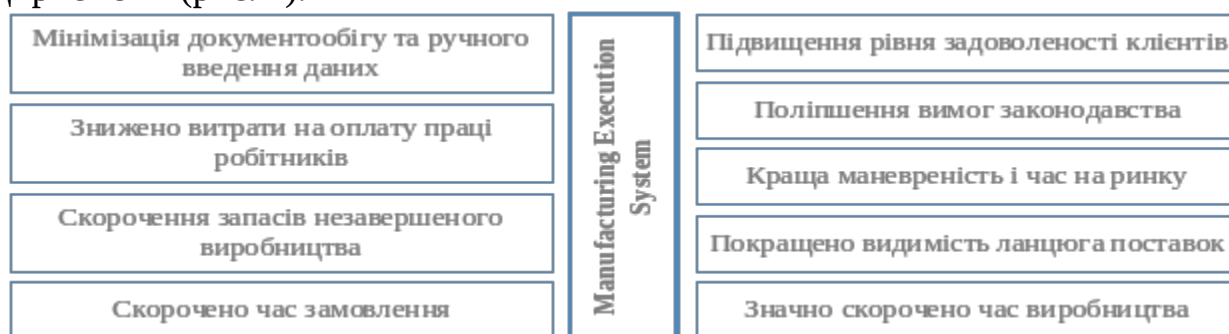 Мінімізація документообігу та ручного
введення даних
Знижено витрати на оплату праці
робітників
Скорочення запасів незавершеного
виробництва
Скорочено час замовлення
Manufacturing Execution
System
Підвищення рівня задоволеності клієнтів
Поліпшення вимог законодавства
Краща маневреність і час на ринку
Покращено видимість ланцюга поставок
Значно скорочено час виробництва